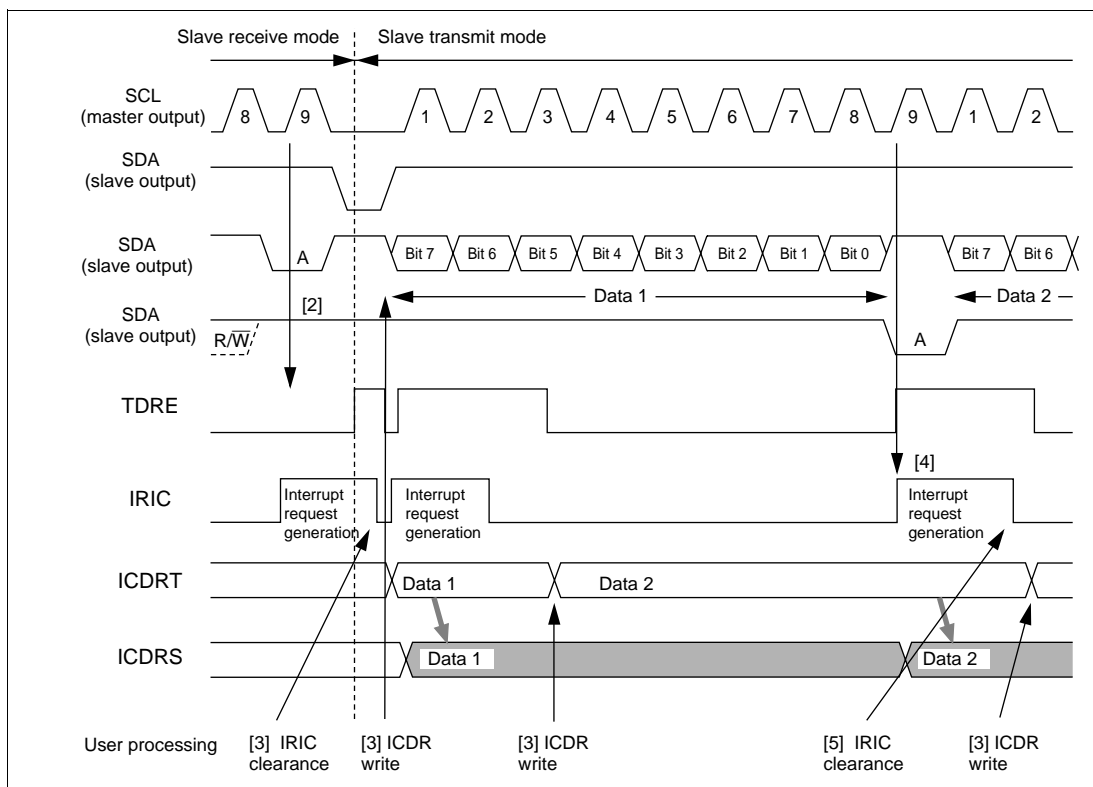 Slave receive mode Slave transmit mode
SCL
(master output)
8 9 1 2 3 4 5 6 7 8 9 1 2
SDA
(slave output)
SDA
(slave output)
A Bit 7 Bit 6 Bit 5 Bit 4 Bit 3 Bit 2 Bit 1 Bit 0 Bit 7 Bit 6
Data 1 Data 2
[2]
SDA
(slave output)
R/W̅ A
TDRE
[4]
IRIC
Interrupt
request
generation
Interrupt
request
generation
Interrupt
request
generation
ICDRT
Data 1 Data 2
ICDRS
Data 1 Data 2
User processing
[3] IRIC
clearance
[3] ICDR
write
[3] ICDR
write
[5] IRIC
clearance
[3] ICDR
write